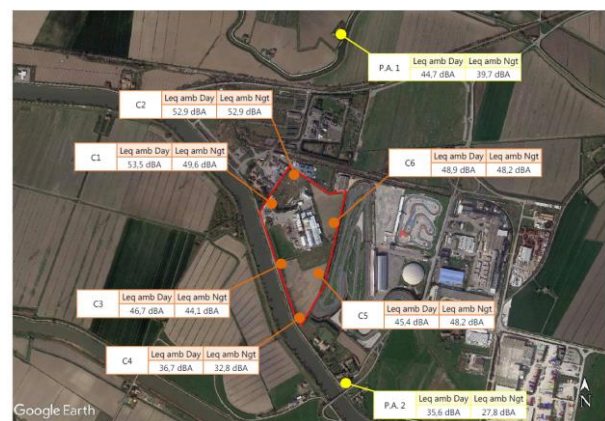 P.A. 1 Leq amb Day Leq amb Ngt
44,7 dBA 39,7 dBA
C2 Leq amb Day Leq amb Ngt
52,9 dBA 52,9 dBA
C1 Leq amb Day Leq amb Ngt
53,5 dBA 49,6 dBA
C6 Leq amb Day Leq amb Ngt
48,9 dBA 48,2 dBA
C3 Leq amb Day Leq amb Ngt
46,7 dBA 44,1 dBA
C5 Leq amb Day Leq amb Ngt
45,4 dBA 48,2 dBA
C4 Leq amb Day Leq amb Ngt
36,7 dBA 32,8 dBA
P.A. 2 Leq amb Day Leq amb Ngt
35,6 dBA 27,8 dBA
N
Google Earth